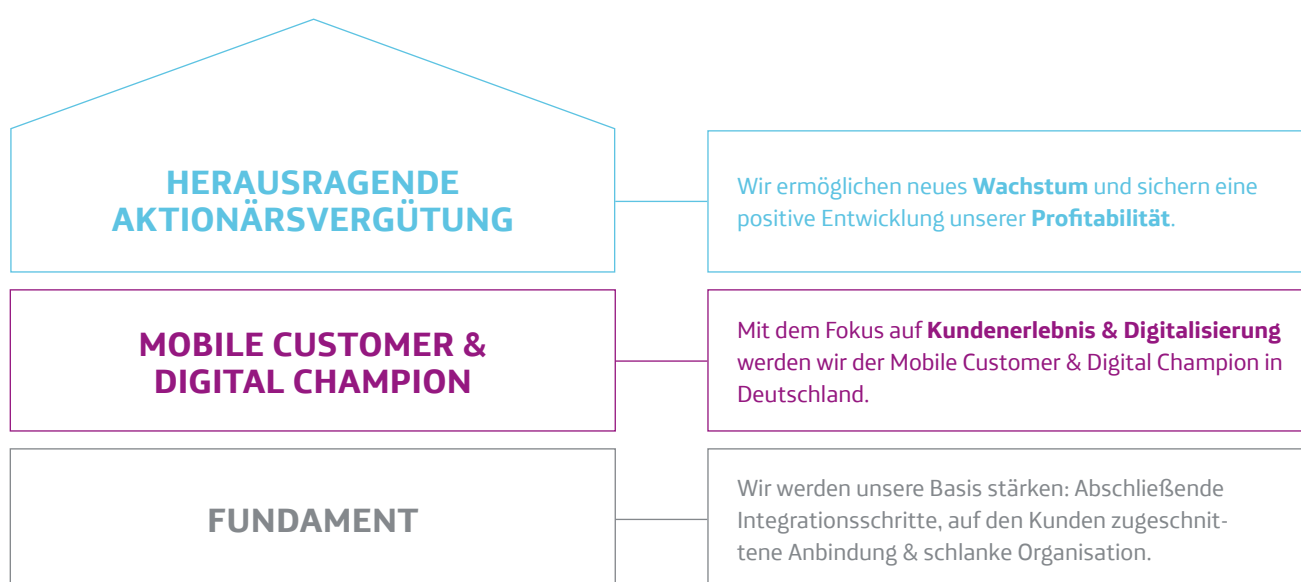 HERAUSRAGENDE
AKTIONÄRSVERGÜTUNG
Wir ermöglichen neues Wachstum und sichern eine
positive Entwicklung unserer Profitabilität.
MOBILE CUSTOMER &
DIGITAL CHAMPION
Mit dem Fokus auf Kundenerlebnis & Digitalisierung
werden wir der Mobile Customer & Digital Champion in
Deutschland.
FUNDAMENT
Wir werden unsere Basis stärken: Abschließende
Integrationsschritte, auf den Kunden zugeschnit-
tene Anbindung & schlanke Organisation.